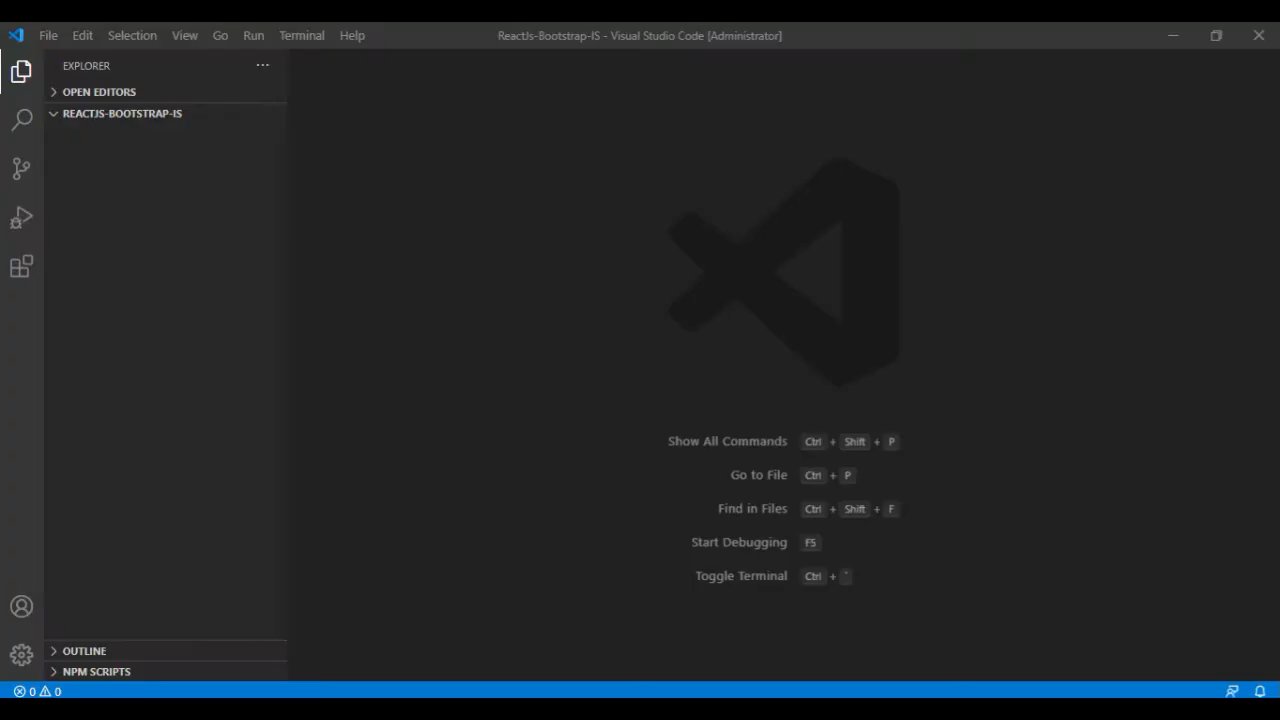 File Edit Selection View Go Run Terminal Help
ReactJs-Bootstrap-IS - Visual Studio Code [Administrator]
EXPLORER
OPEN EDITORS
REACTJS-BOOTSTRAP-IS
Show All Commands Ctrl + Shift + P
Go to File Ctrl + P
Find in Files Ctrl + Shift + F
Start Debugging F5
Toggle Terminal Ctrl + `
OUTLINE
NPM SCRIPTS
0 0